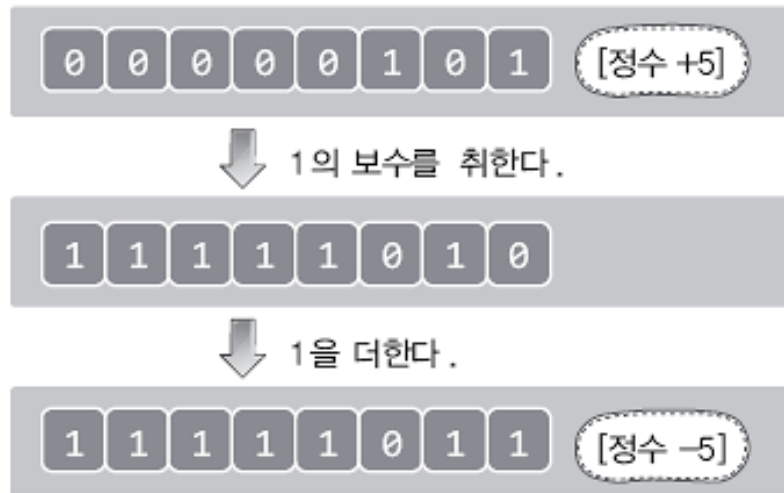 0 0 0 0 0 1 0 1 [정수 +5]
1의 보수를 취한다.
1 1 1 1 1 0 1 0
1을 더한다.
1 1 1 1 1 0 1 1 [정수 –5]